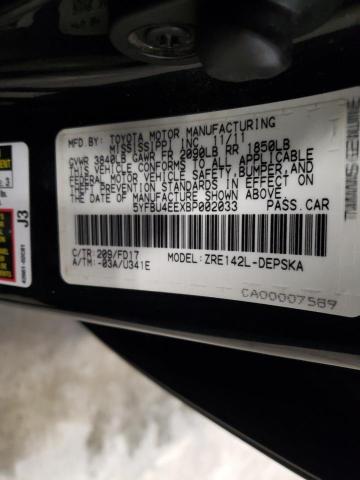 MFD.BY: TOYOTA MOTOR MANUFACTURING
MISSISSIPPI INC 11/11
GVWR 3840LB GAWR FR 2090LB RR 1850LB
THIS VEHICLE CONFORMS TO ALL APPLICABLE
FEDERAL MOTOR VEHICLE SAFETY,BUMPER,AND
THEFT PREVENTION STANDARDS IN EFFECT ON
THE DATE OF MANUFACTURE SHOWN ABOVE.
5YFBU4EEXBP002033 PASS.CAR
C/TR:209/FD17 MODEL:ZRE142L-DEPSKA
A/TM:-03A/U341E
CA00007589
J3